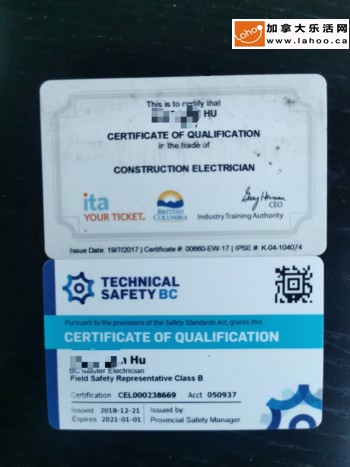 加拿大乐活网
www.lahoo.ca
This is to certify that
HU
CERTIFICATE OF QUALIFICATION
in the trade of
CONSTRUCTION ELECTRICIAN
ita
YOUR TICKET.
BRITISH
COLUMBIA
CEO
Industry Training Authority
Issue Date: 19/7/2017 | Certificate #: 00660-EW-17 | IPSE #: K-04-104074
TECHNICAL
SAFETY BC
Pursuant to the provisions of the Safety Standards Act, grants this
CERTIFICATE OF QUALIFICATION
Hu
BC Master Electrician
Field Safety Representative Class B
Certification CEL000238669 Acct 050937
Issued 2018-12-21 Issued by:
Expires 2021-01-01 Provincial Safety Manager